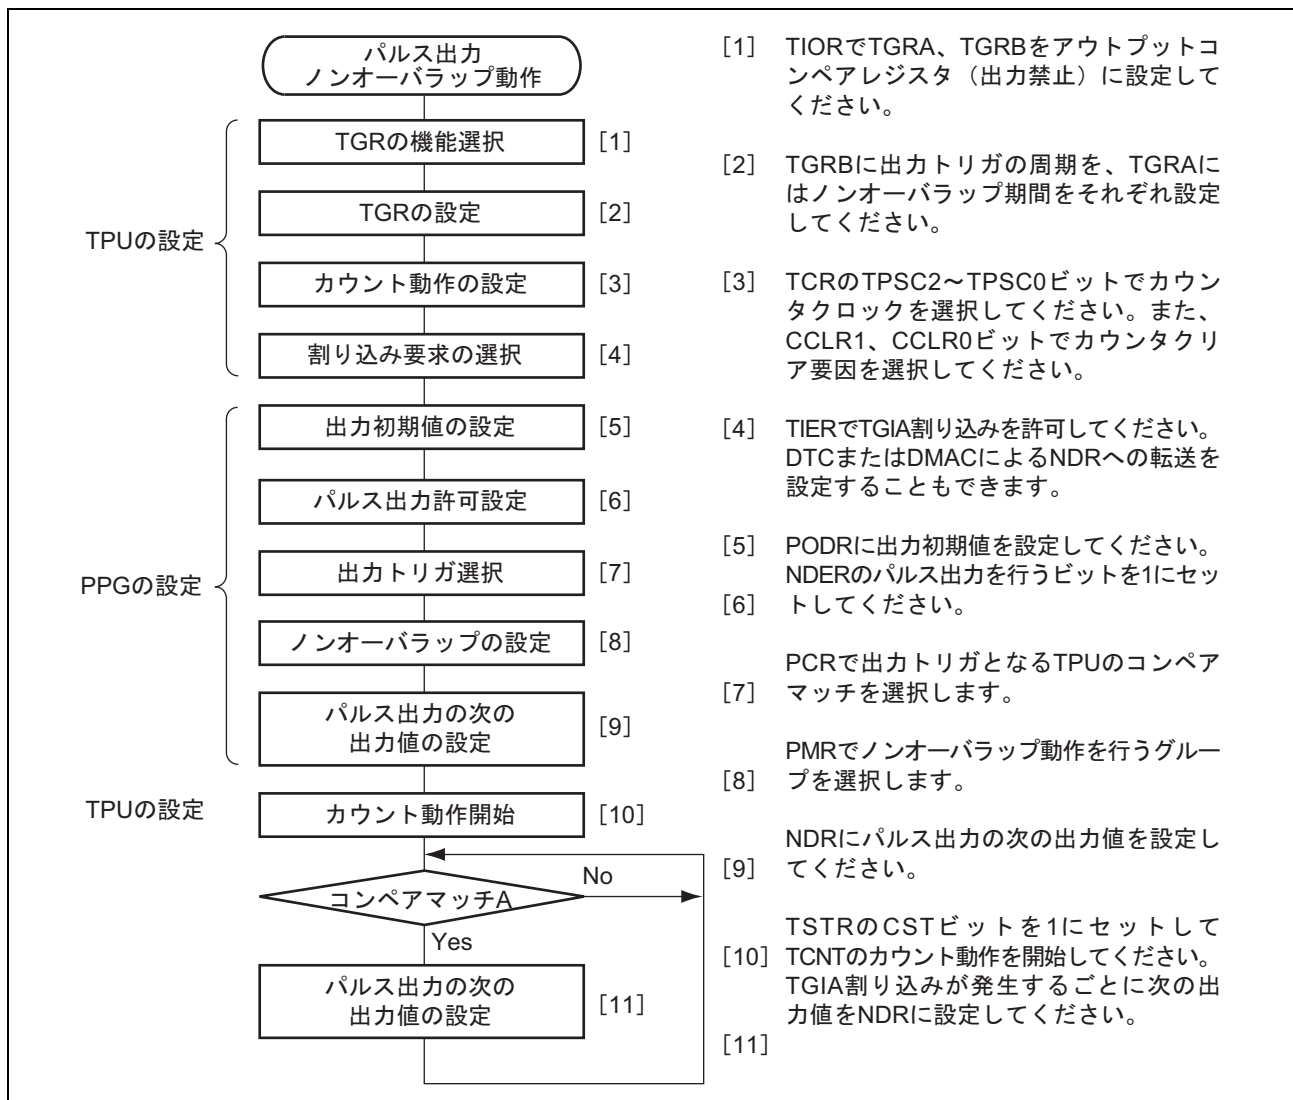 パルス出力
ノンオーバラップ動作
TPUの設定
TGRの機能選択 [1]
TGRの設定 [2]
カウント動作の設定 [3]
割り込み要求の選択 [4]
PPGの設定
出力初期値の設定 [5]
パルス出力許可設定 [6]
出力トリガ選択 [7]
ノンオーバラップの設定 [8]
パルス出力の次の
出力値の設定 [9]
TPUの設定
カウント動作開始 [10]
コンペアマッチA
No
Yes
パルス出力の次の
出力値の設定 [11]
[1] TIORでTGRA、TGRBをアウトプットコ
ンペアレジスタ（出力禁止）に設定して
ください。
[2] TGRBに出力トリガの周期を、TGRAに
はノンオーバラップ期間をそれぞれ設定
してください。
[3] TCRのTPSC2～TPSC0ビットでカウン
タクロックを選択してください。また、
CCLR1、CCLR0ビットでカウンタクリ
ア要因を選択してください。
[4] TIERでTGIA割り込みを許可してください。
DTCまたはDMACによるNDRへの転送を
設定することもできます。
[5] PODRに出力初期値を設定してください。
NDERのパルス出力を行うビットを1にセッ
[6] トしてください。
PCRで出力トリガとなるTPUのコンペア
[7] マッチを選択します。
PMRでノンオーバラップ動作を行うグルー
[8] プを選択します。
NDRにパルス出力の次の出力値を設定し
[9] てください。
TSTRのCSTビットを1にセットして
[10] TCNTのカウント動作を開始してください。
TGIA割り込みが発生するごとに次の出
力値をNDRに設定してください。
[11]